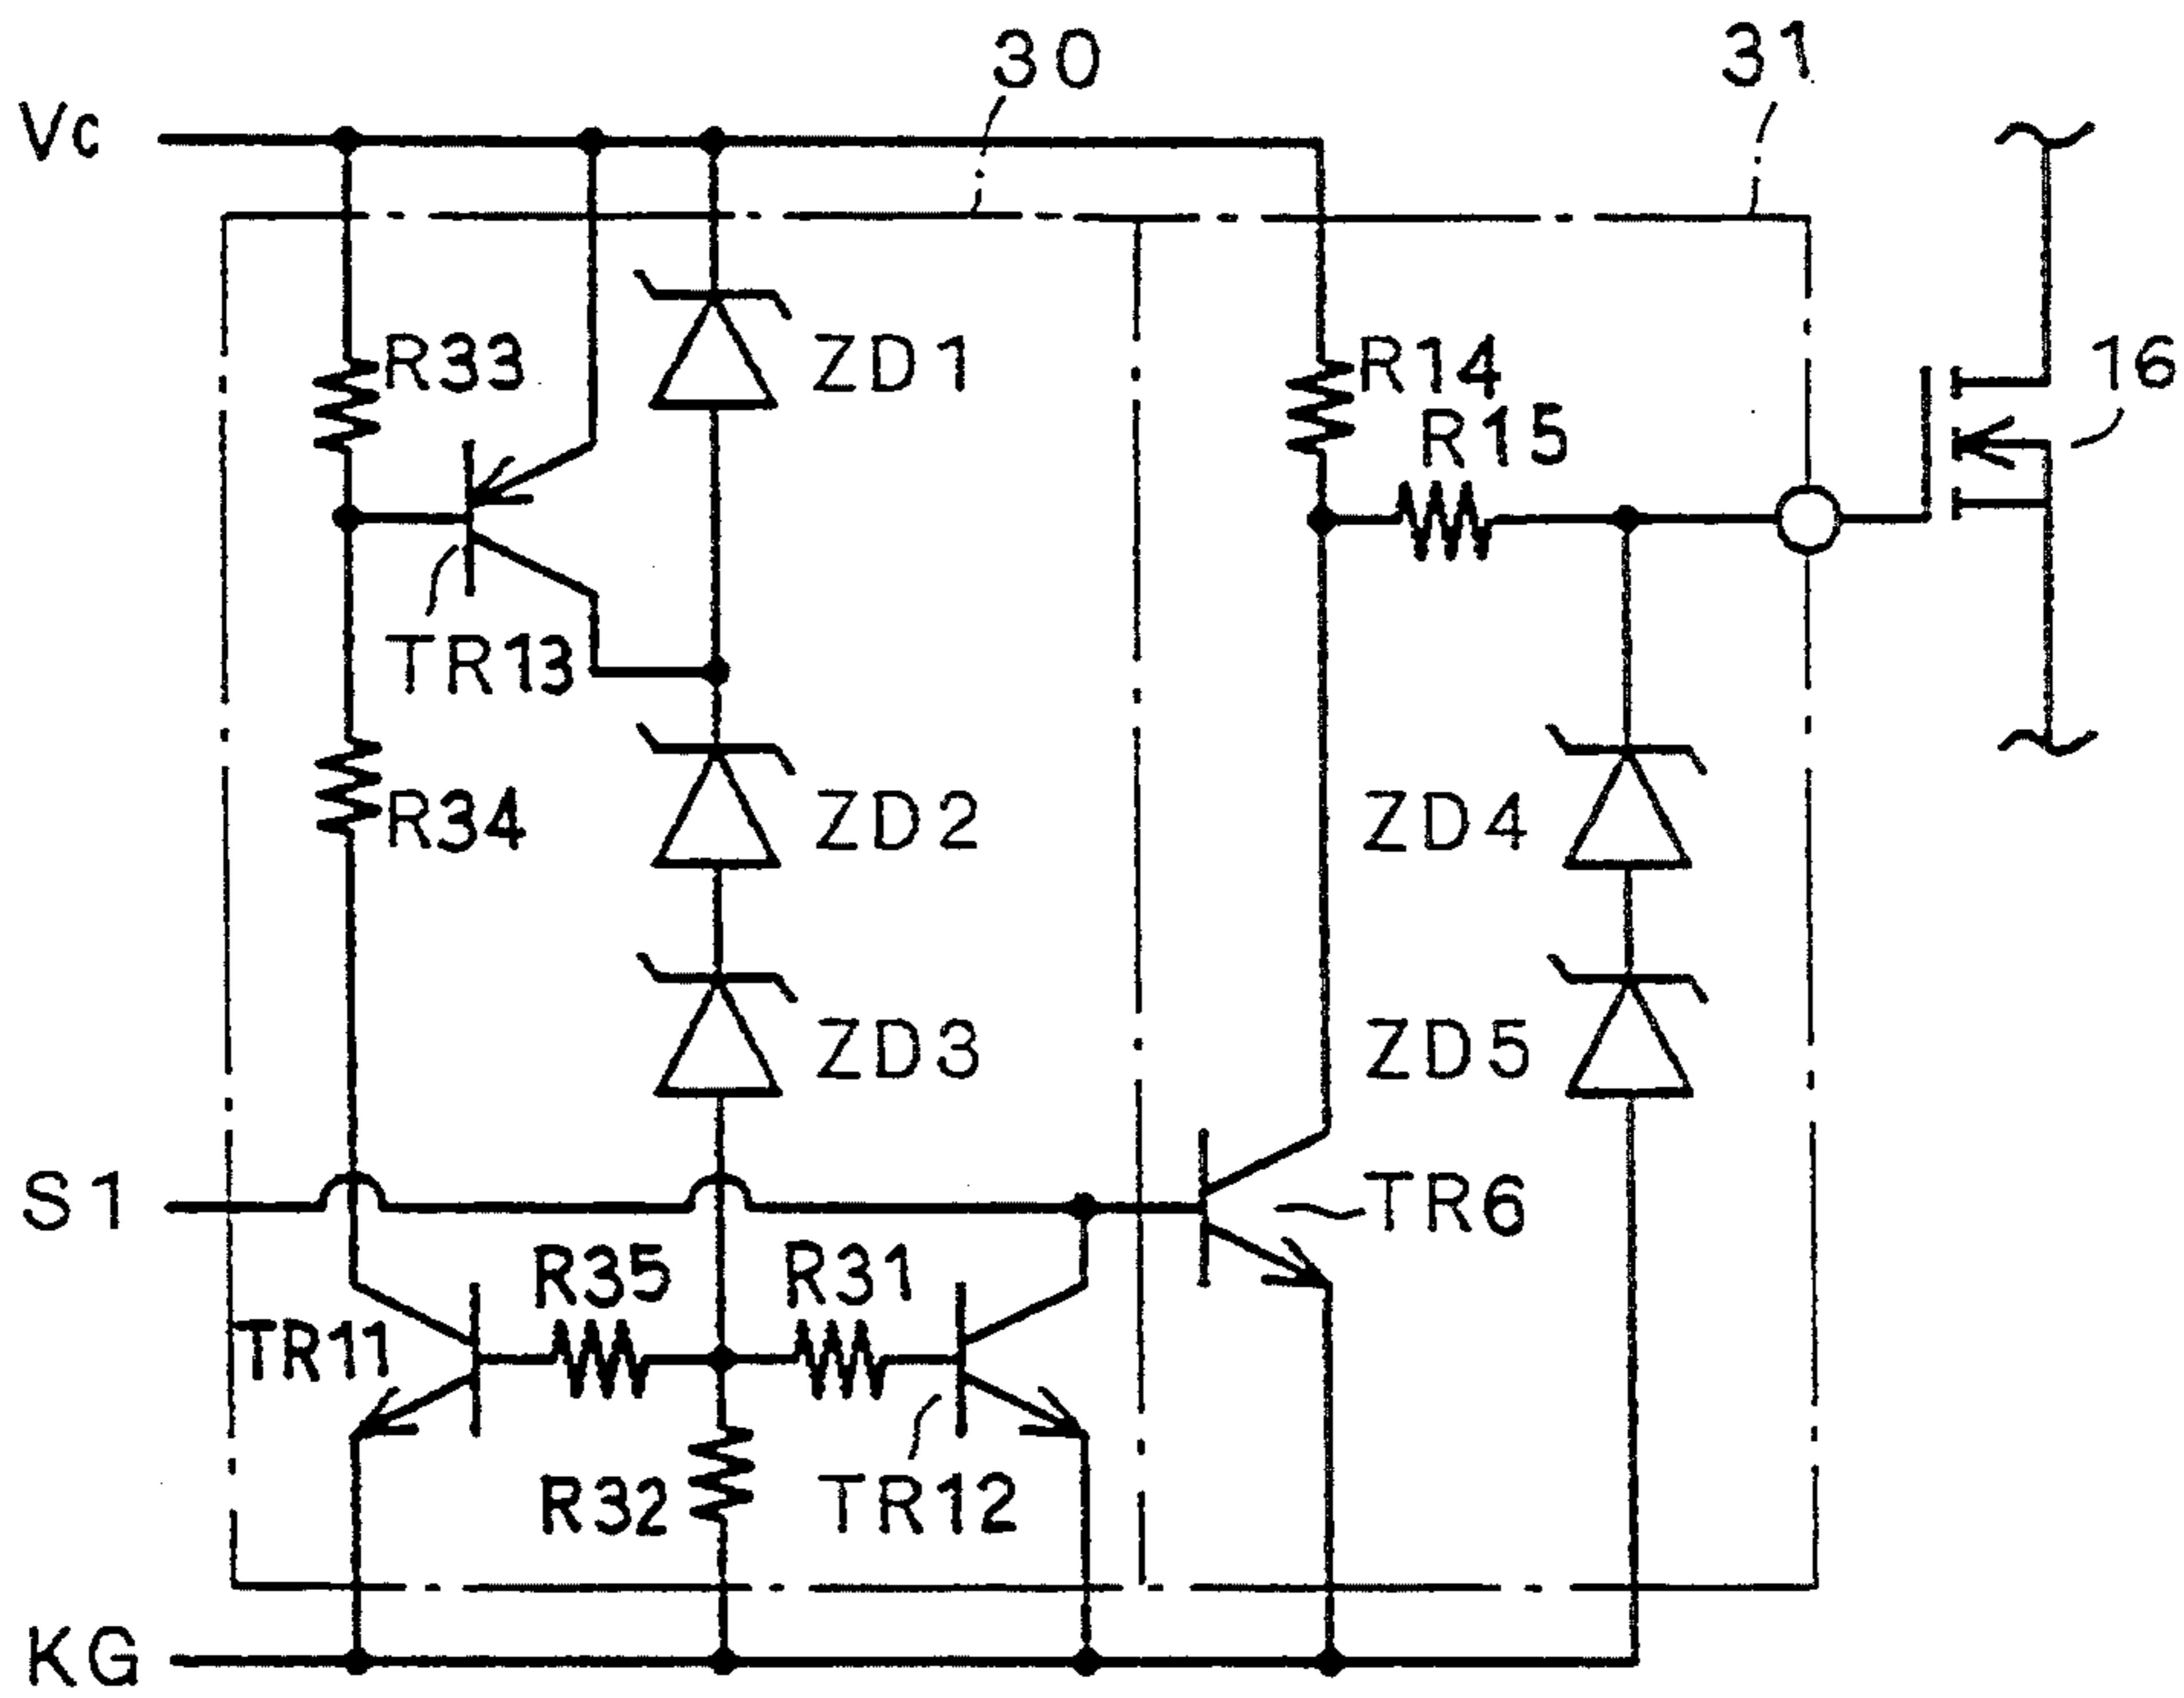 30
31
Vc
R33
ZD1
R14
16
R15
TR13
R34
ZD2
ZD4
ZD3
ZD5
S1
TR6
R35
R31
TR11
R32
TR12
KG